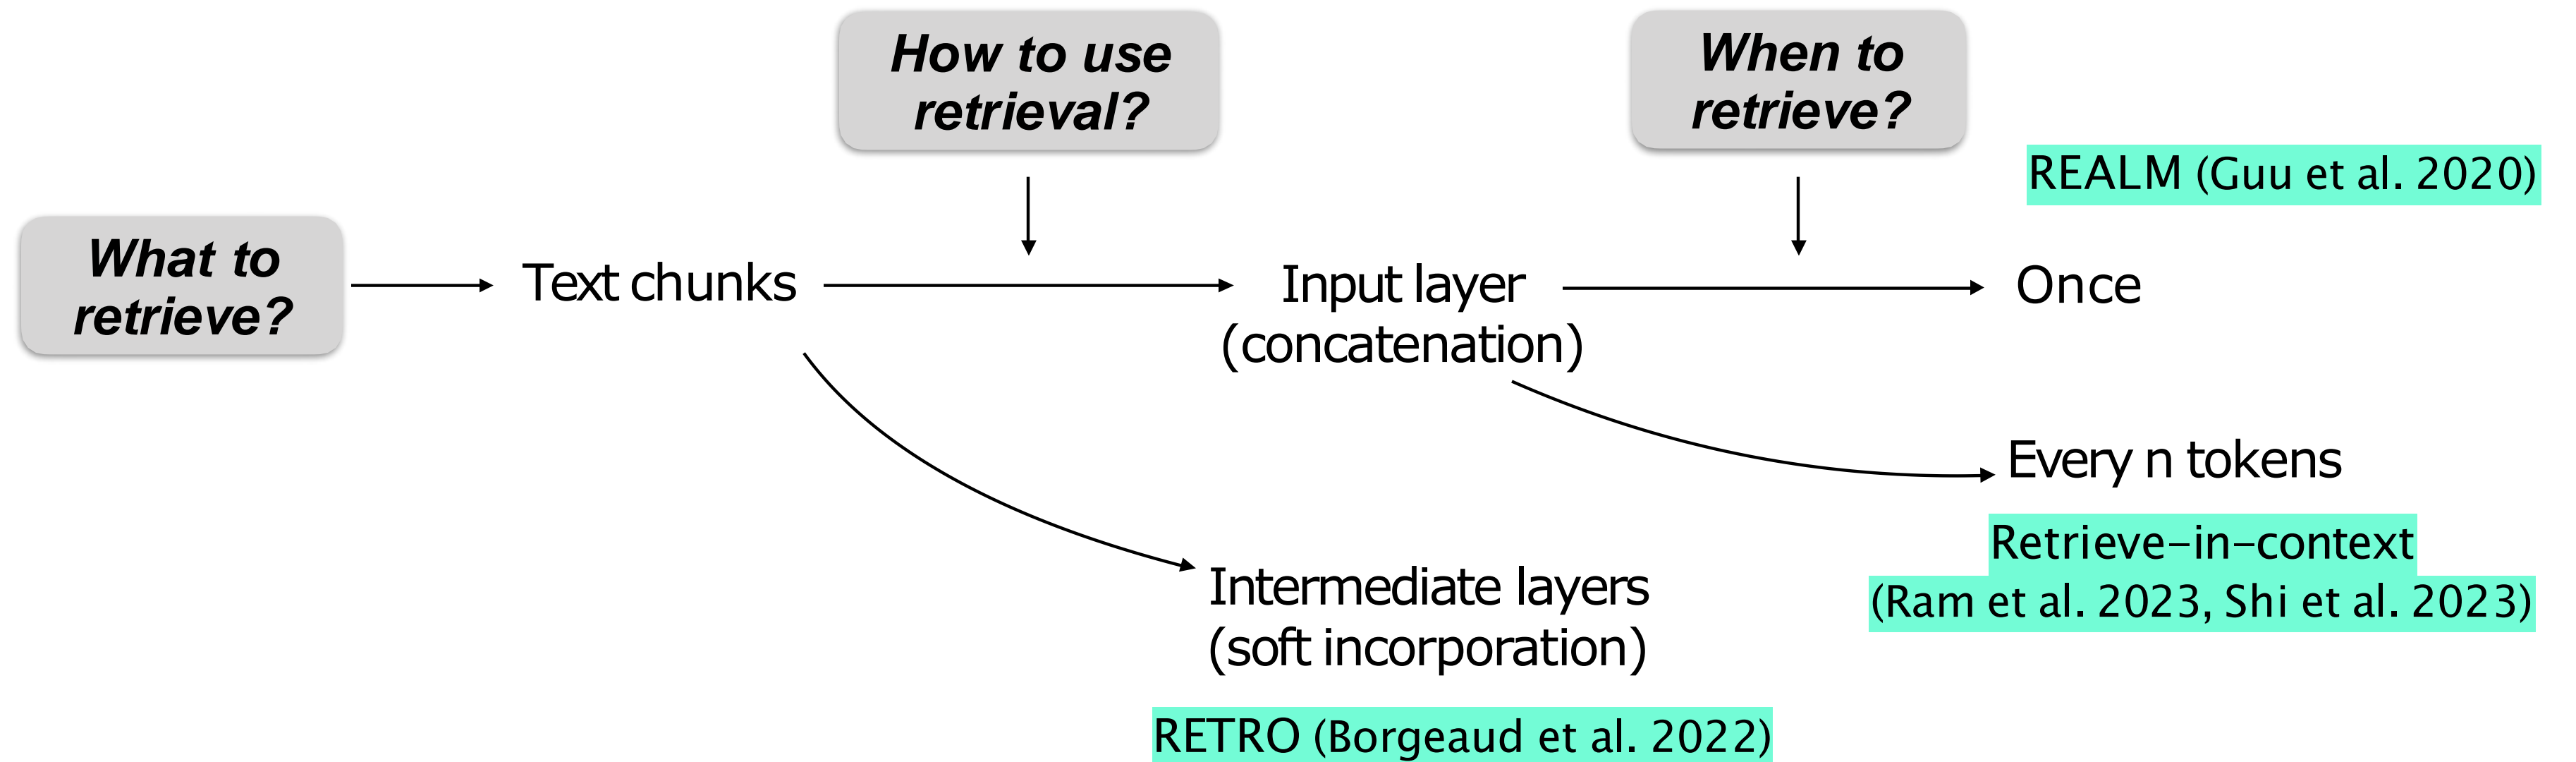 How to use
retrieval?
When to
retrieve?
REALM (Guu et al. 2020)
What to
retrieve?
Text chunks
Input layer
(concatenation)
Once
Every n tokens
Retrieve-in-context
(Ram et al. 2023, Shi et al. 2023)
Intermediate layers
(soft incorporation)
RETRO (Borgeaud et al. 2022)